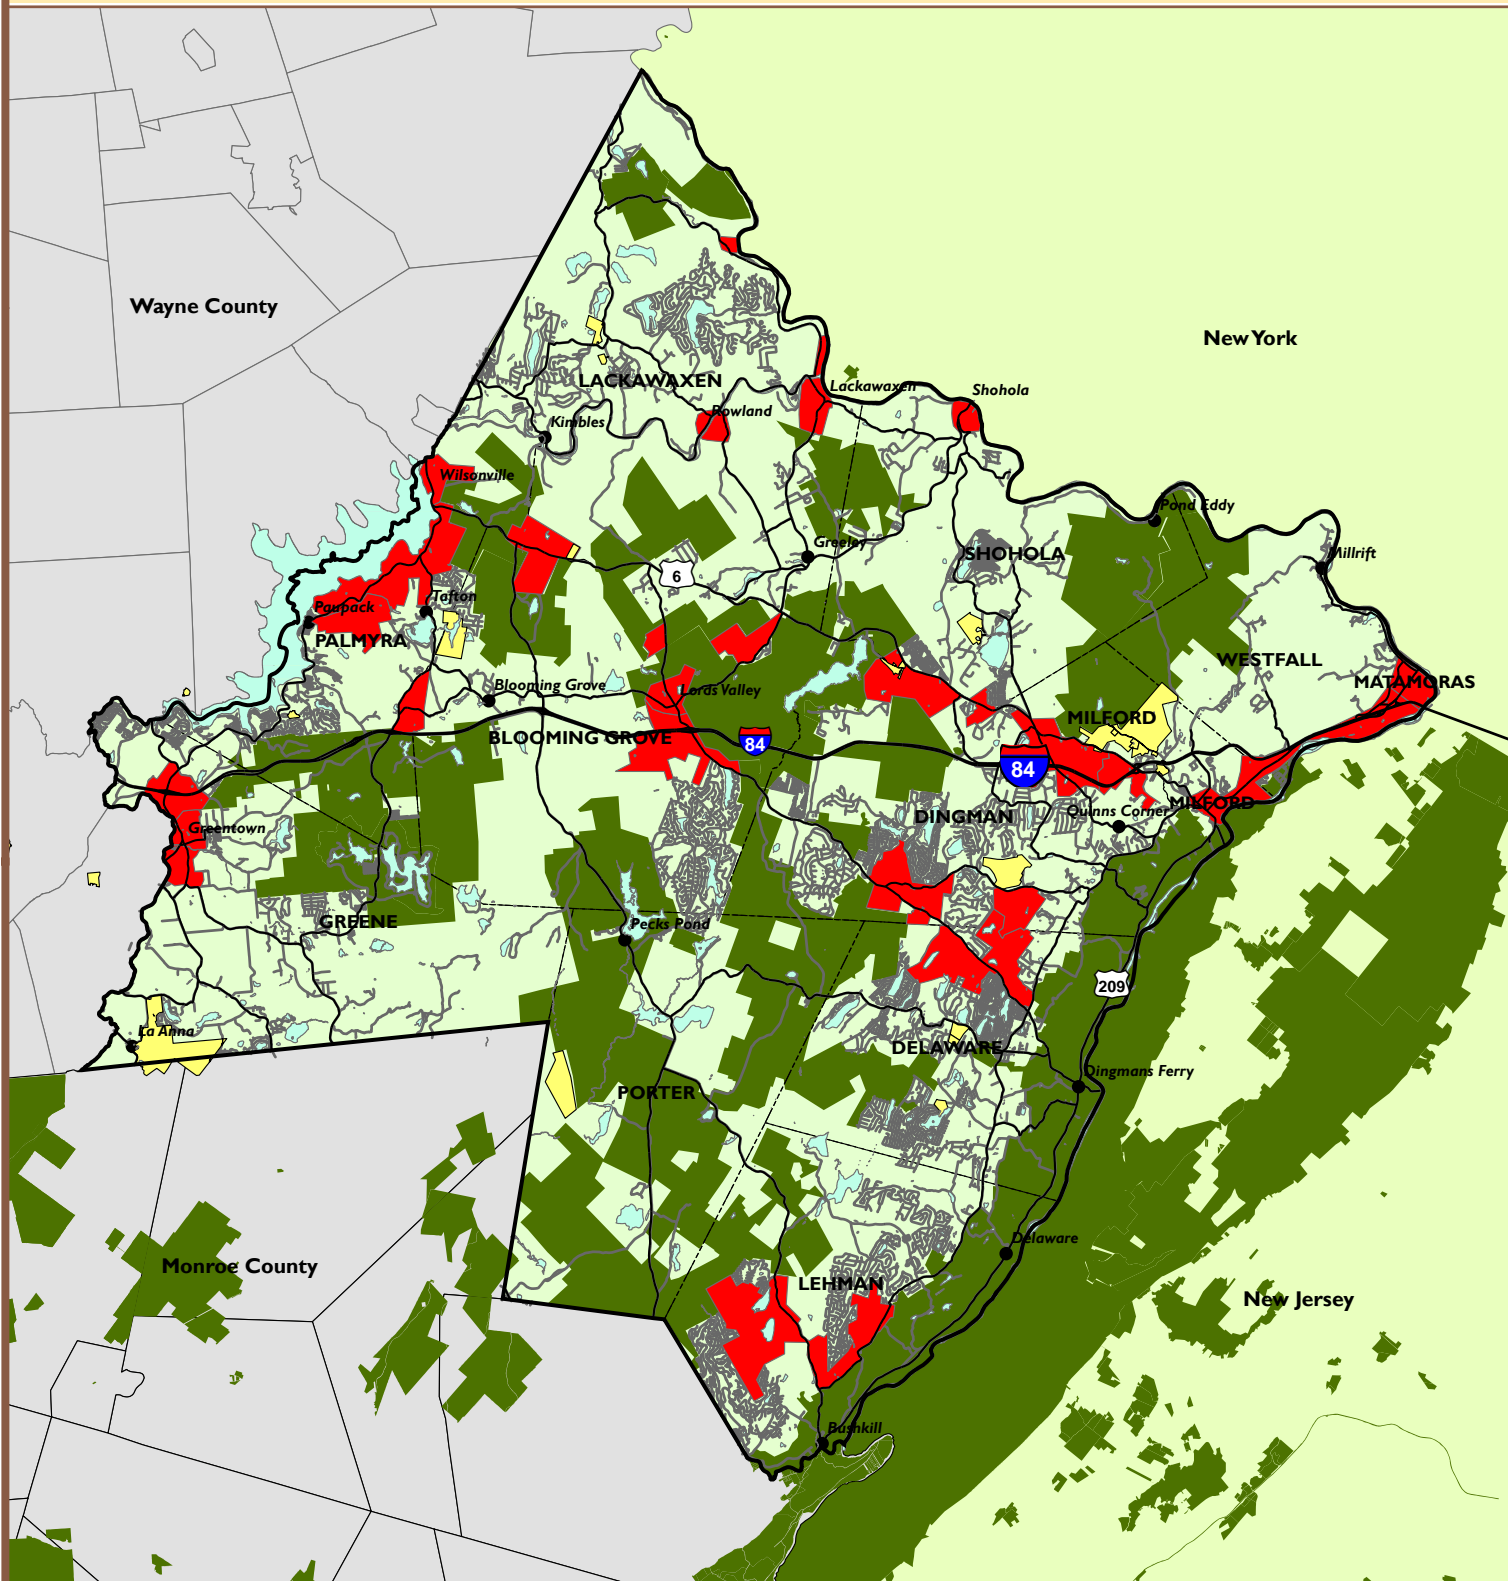 Wayne County
New York
LACKAWAXEN
Lackawaxen
Shohola
Rowland
Kimbles
Wilsonville
Pond Eddy
Greeley
SHOHOLA
Millrift
6
Tafton
Paupack
PALMYRA
WESTFALL
MATAMORAS
Blooming Grove
Lords Valley
MILFORD
BLOOMING GROVE
84
84
MILFORD
Quinns Corner
DINGMAN
Greentown
GREENE
Pecks Pond
209
La Anna
DELAWARE
Dingmans Ferry
PORTER
Delaware
Monroe County
LEHMAN
New Jersey
Bushkill